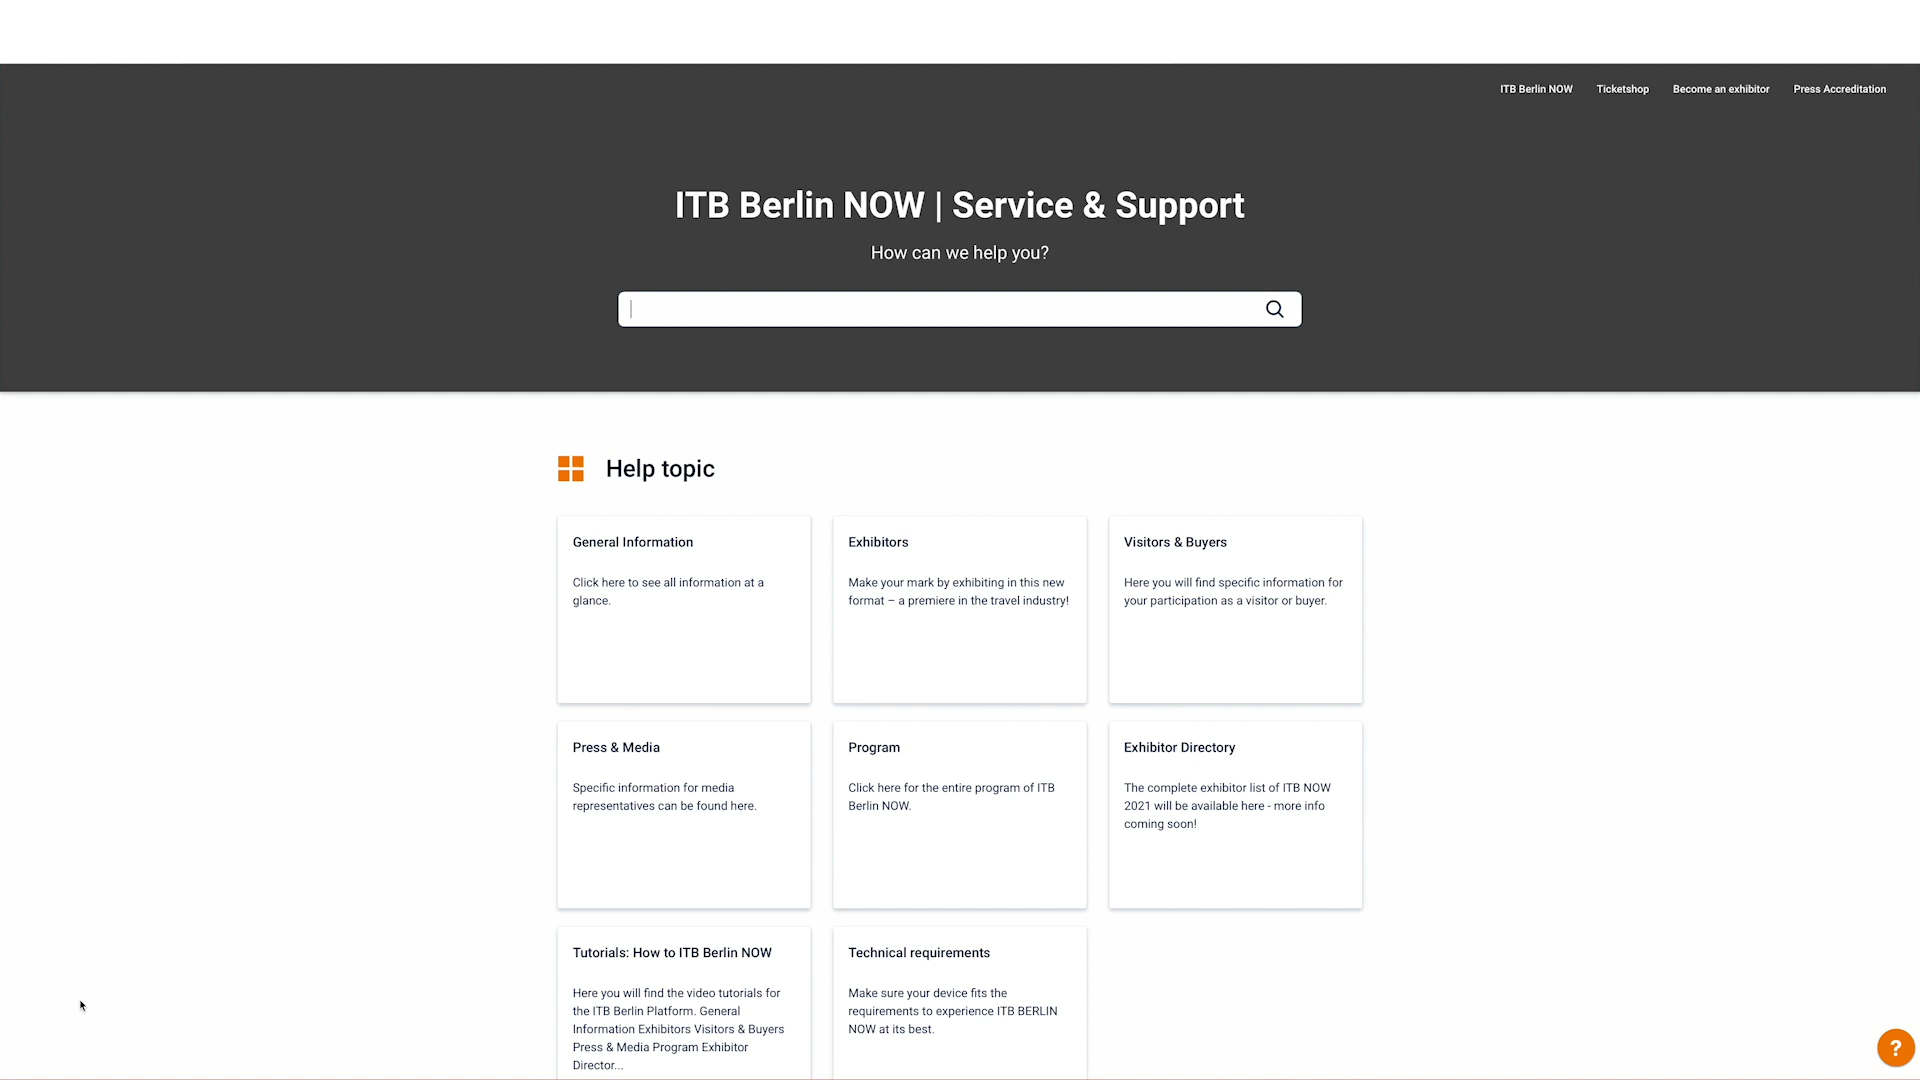 ITB Berlin NOW Ticketshop Become an exhibitor Press Accreditation
ITB Berlin NOW | Service & Support
How can we help you?
Help topic
General Information
Click here to see all information at a
glance.
Exhibitors
Make your mark by exhibiting in this new
format – a premiere in the travel industry!
Visitors & Buyers
Here you will find specific information for
your participation as a visitor or buyer.
Press & Media
Specific information for media
representatives can be found here.
Program
Click here for the entire program of ITB
Berlin NOW.
Exhibitor Directory
The complete exhibitor list of ITB NOW
2021 will be available here - more info
coming soon!
Tutorials: How to ITB Berlin NOW
Here you will find the video tutorials for
the ITB Berlin Platform. General
Information Exhibitors Visitors & Buyers
Press & Media Program Exhibitor
Director...
Technical requirements
Make sure your device fits the
requirements to experience ITB BERLIN
NOW at its best.
?